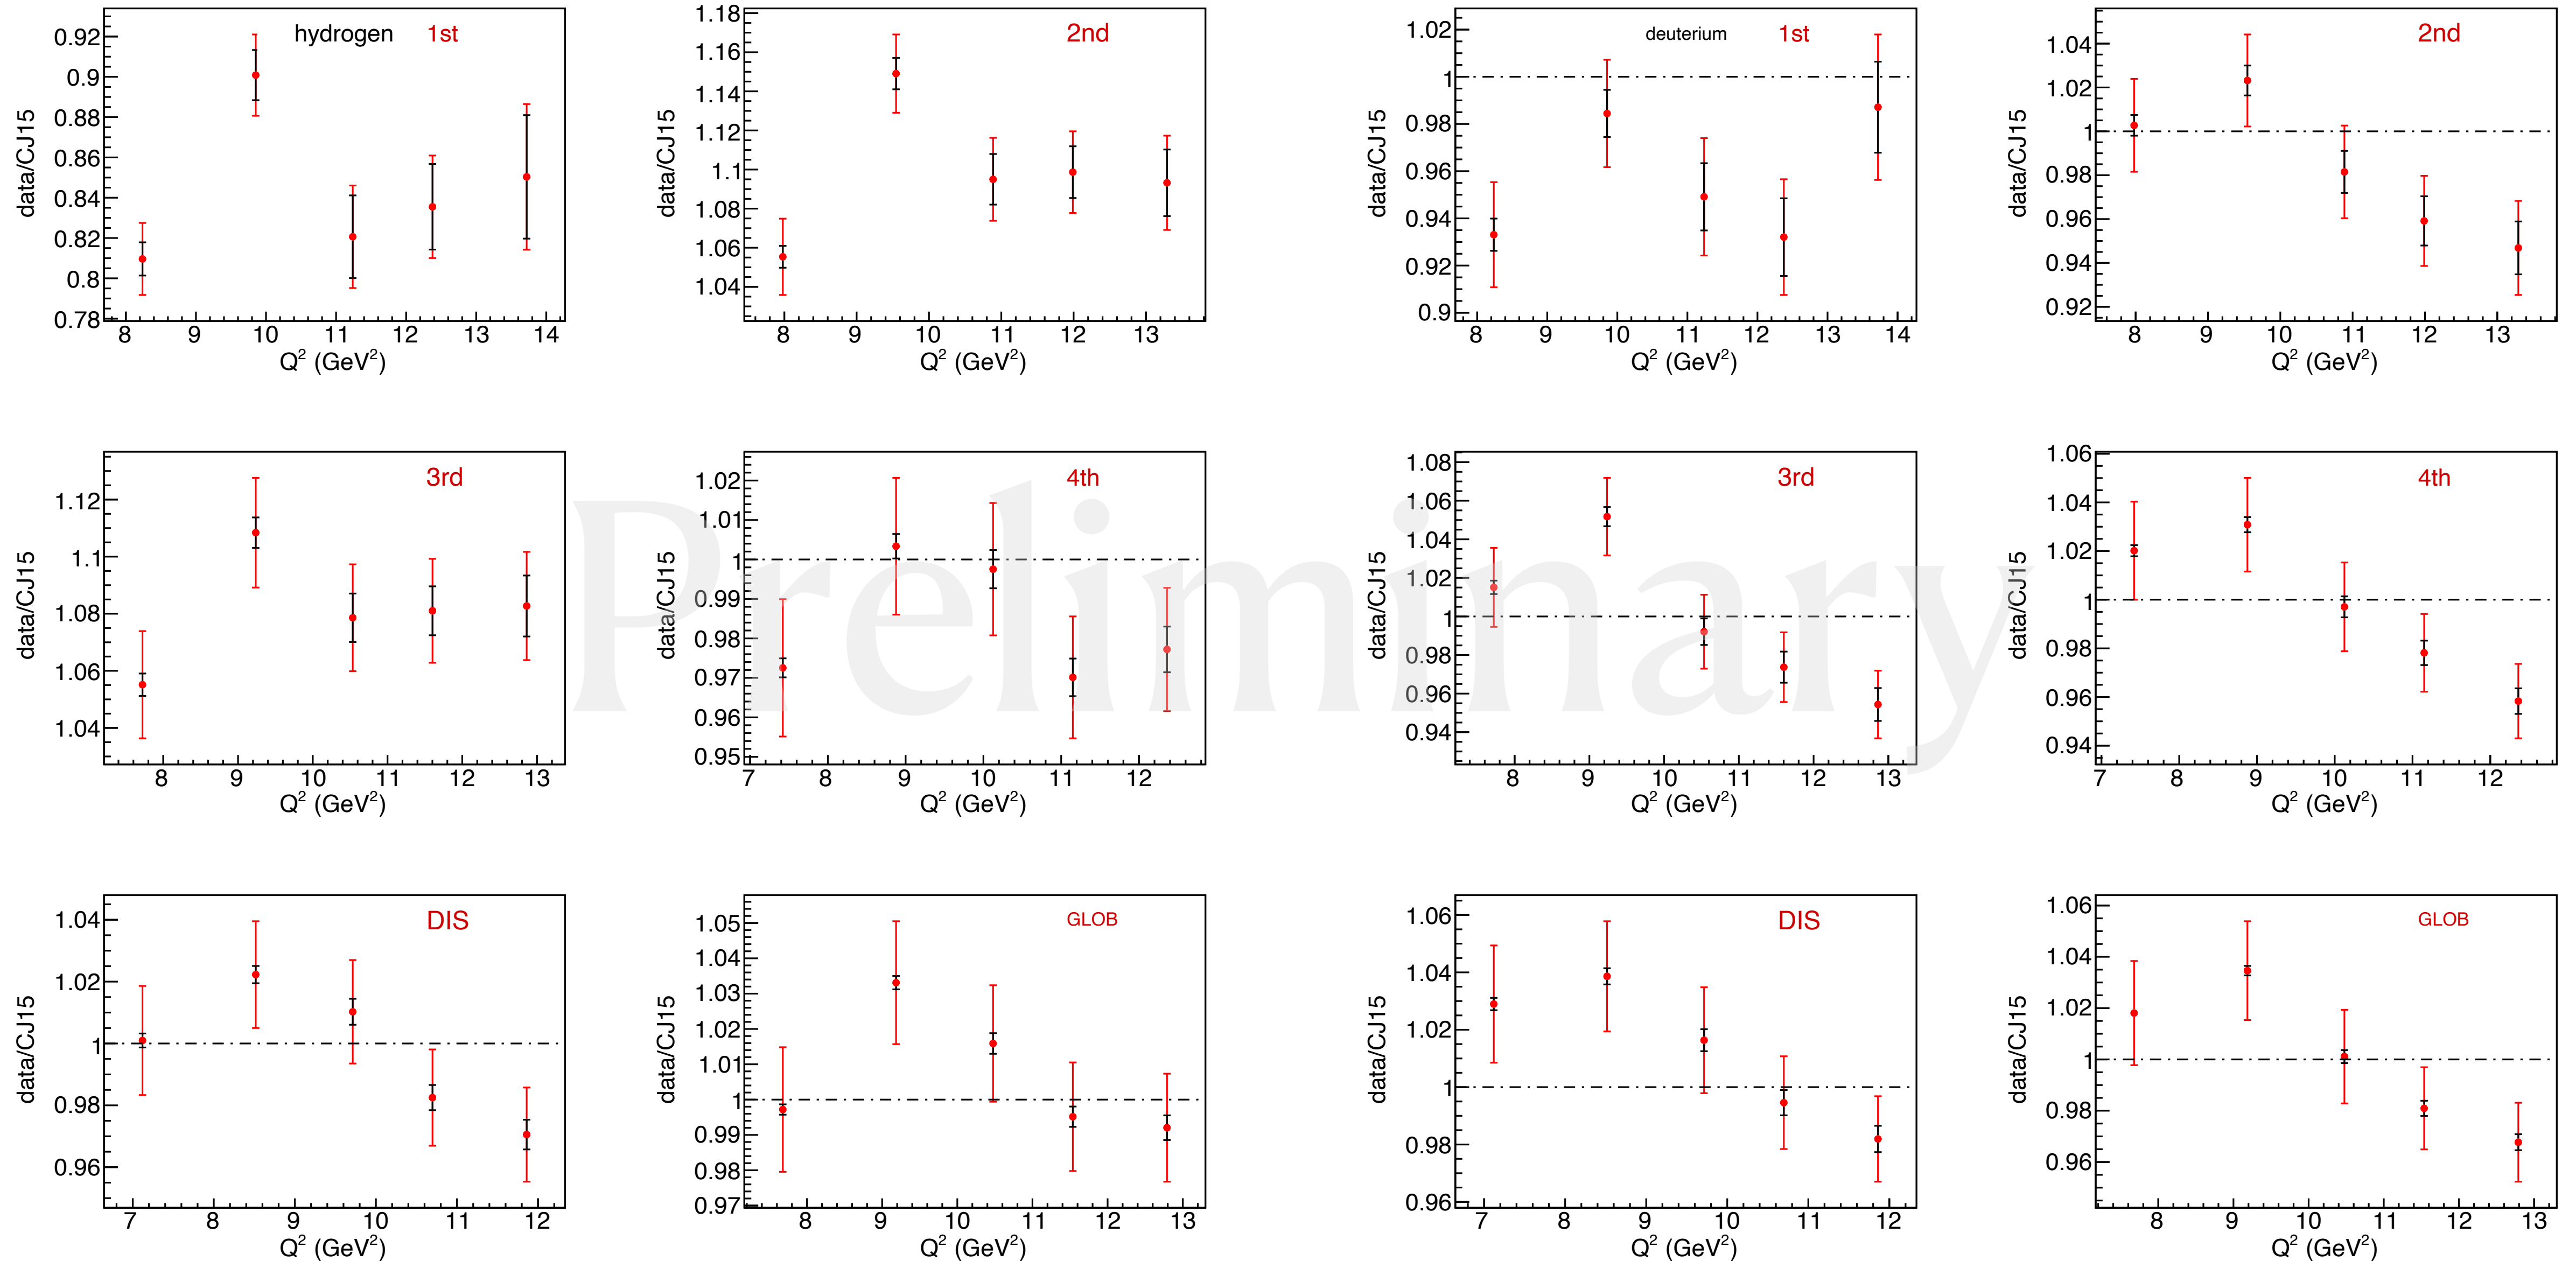 hydrogen 1st
data/CJ15
0.92
0.9
0.88
0.86
0.84
0.82
0.8
0.78
8 9 10 11 12 13 14
Q² (GeV²)
2nd
data/CJ15
1.18
1.16
1.14
1.12
1.1
1.08
1.06
1.04
8 9 10 11 12 13
Q² (GeV²)
deuterium 1st
data/CJ15
1.02
1
0.98
0.96
0.94
0.92
0.9
8 9 10 11 12 13 14
Q² (GeV²)
2nd
data/CJ15
1.04
1.02
1
0.98
0.96
0.94
0.92
8 9 10 11 12 13
Q² (GeV²)
3rd
data/CJ15
1.12
1.1
1.08
1.06
1.04
8 9 10 11 12 13
Q² (GeV²)
4th
data/CJ15
1.02
1.01
1
0.99
0.98
0.97
0.96
0.95
7 8 9 10 11 12
Q² (GeV²)
3rd
data/CJ15
1.08
1.06
1.04
1.02
1
0.98
0.96
0.94
8 9 10 11 12 13
Q² (GeV²)
4th
data/CJ15
1.06
1.04
1.02
1
0.98
0.96
0.94
7 8 9 10 11 12
Q² (GeV²)
Preliminary
DIS
data/CJ15
1.04
1.02
1
0.98
0.96
7 8 9 10 11 12
Q² (GeV²)
GLOB
data/CJ15
1.05
1.04
1.03
1.02
1.01
1
0.99
0.98
0.97
8 9 10 11 12 13
Q² (GeV²)
DIS
data/CJ15
1.06
1.04
1.02
1
0.98
0.96
7 8 9 10 11 12
Q² (GeV²)
GLOB
data/CJ15
1.06
1.04
1.02
1
0.98
0.96
8 9 10 11 12 13
Q² (GeV²)